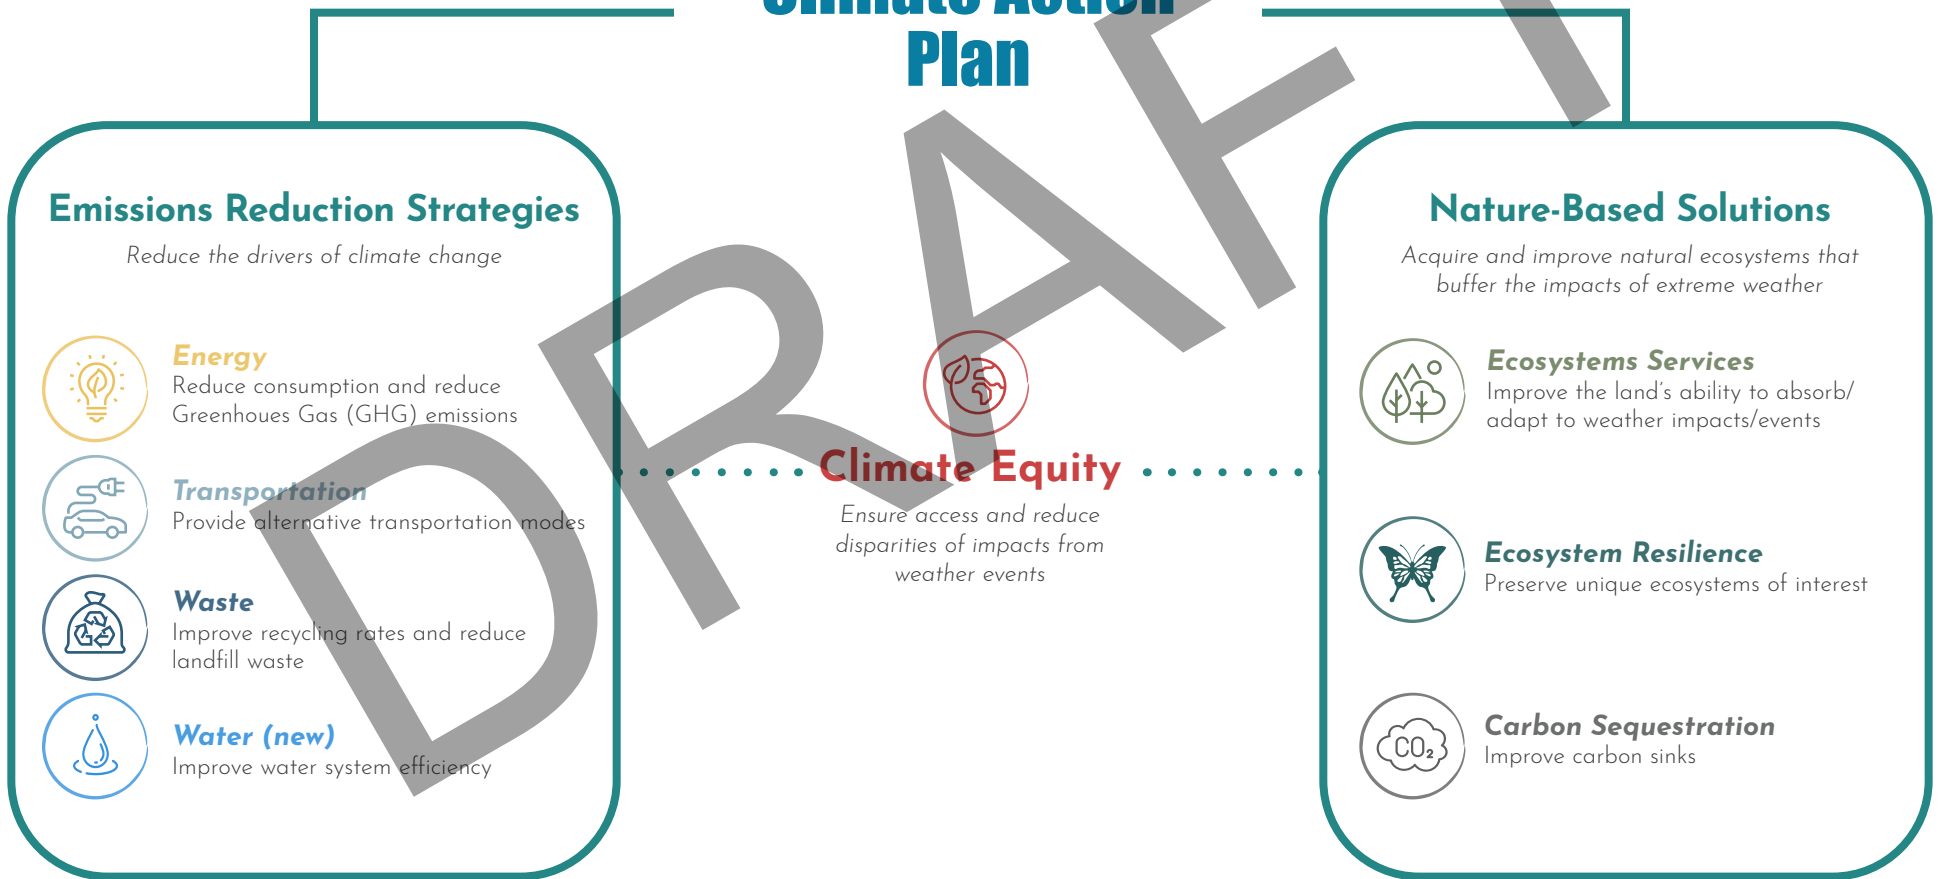 Climate Action
Plan
DRAFT
Emissions Reduction Strategies
Reduce the drivers of climate change
Energy
Reduce consumption and reduce
Greenhoues Gas (GHG) emissions
Transportation
Provide alternative transportation modes
Waste
Improve recycling rates and reduce
landfill waste
Water (new)
Improve water system efficiency
Climate Equity
Ensure access and reduce
disparities of impacts from
weather events
Nature-Based Solutions
Acquire and improve natural ecosystems that
buffer the impacts of extreme weather
Ecosystems Services
Improve the land's ability to absorb/
adapt to weather impacts/events
Ecosystem Resilience
Preserve unique ecosystems of interest
CO₂
Carbon Sequestration
Improve carbon sinks